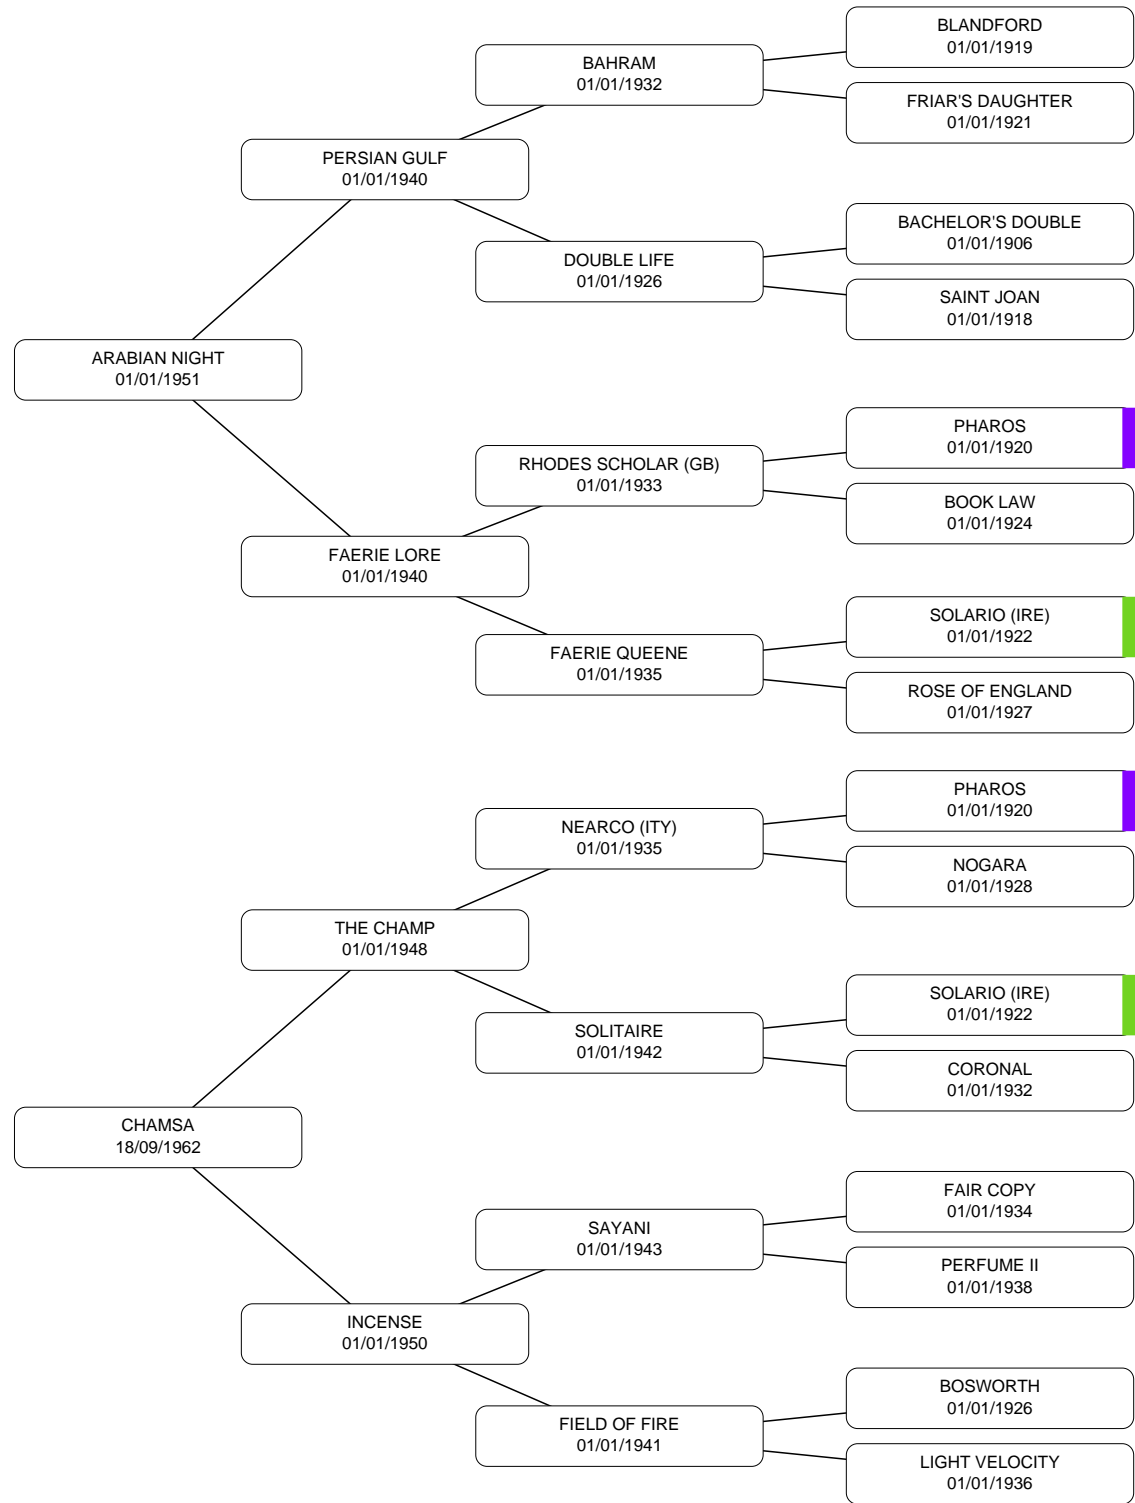 BLANDFORD
01/01/1919
BAHRAM
01/01/1932
FRIAR'S DAUGHTER
01/01/1921
PERSIAN GULF
01/01/1940
BACHELOR'S DOUBLE
01/01/1906
DOUBLE LIFE
01/01/1926
SAINT JOAN
01/01/1918
ARABIAN NIGHT
01/01/1951
PHAROS
01/01/1920
RHODES SCHOLAR (GB)
01/01/1933
BOOK LAW
01/01/1924
FAERIE LORE
01/01/1940
SOLARIO (IRE)
01/01/1922
FAERIE QUEENE
01/01/1935
ROSE OF ENGLAND
01/01/1927
PHAROS
01/01/1920
NEARCO (ITY)
01/01/1935
NOGARA
01/01/1928
THE CHAMP
01/01/1948
SOLARIO (IRE)
01/01/1922
SOLITAIRE
01/01/1942
CORONAL
01/01/1932
CHAMSA
18/09/1962
FAIR COPY
01/01/1934
SAYANI
01/01/1943
PERFUME II
01/01/1938
INCENSE
01/01/1950
BOSWORTH
01/01/1926
FIELD OF FIRE
01/01/1941
LIGHT VELOCITY
01/01/1936